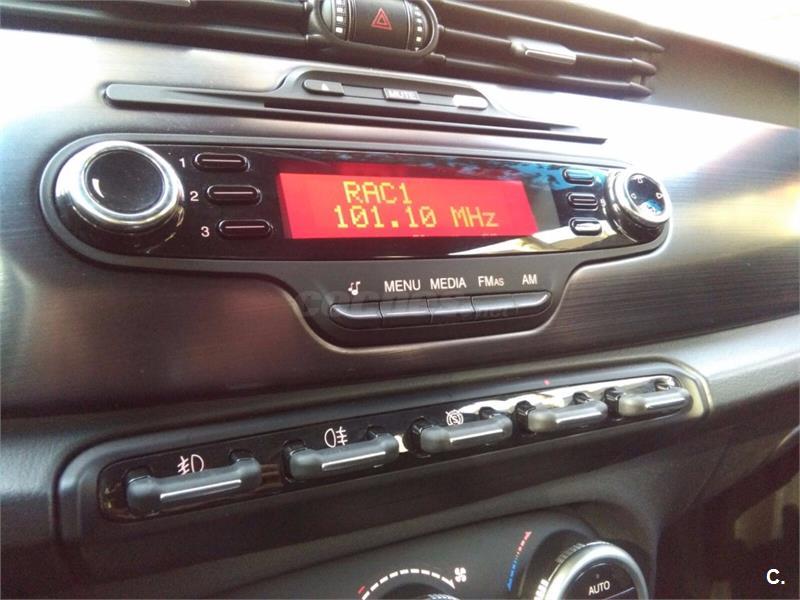 MUTE
1
2
3
RAC1
101.10 MHz
MENU MEDIA FMAS AM
AUTO
C.